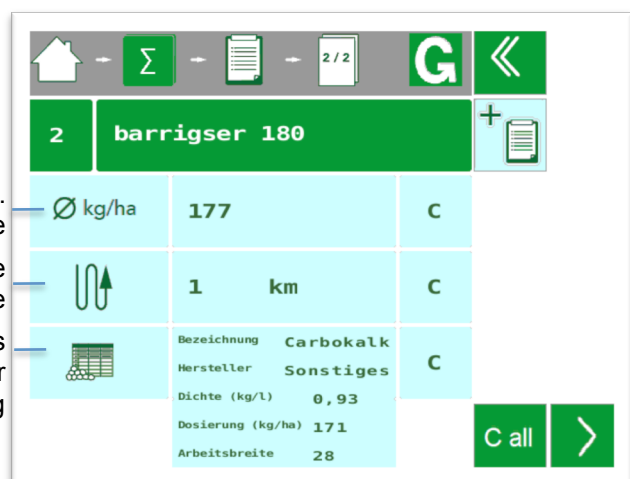 Σ
2/2
G
2 barrigser 180
Ø kg/ha 177 C
1 km C
Bezeichnung Carbokalk
Hersteller Sonstiges
C
Dichte (kg/l) 0,93
Dosierung (kg/ha) 171
Arbeitsbreite 28
C all